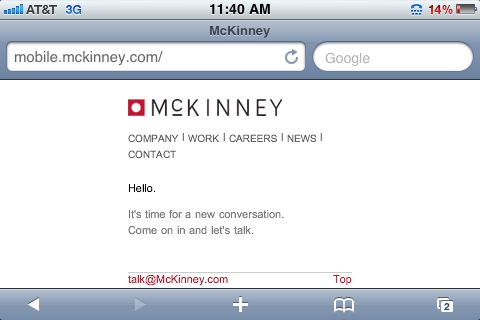 AT&T 3G 11:40 AM 14%
McKinney
mobile.mckinney.com/ Google
McKINNEY
COMPANY | WORK | CAREERS | NEWS |
CONTACT
Hello.
It's time for a new conversation.
Come on in and let's talk.
talk@McKinney.com Top
2